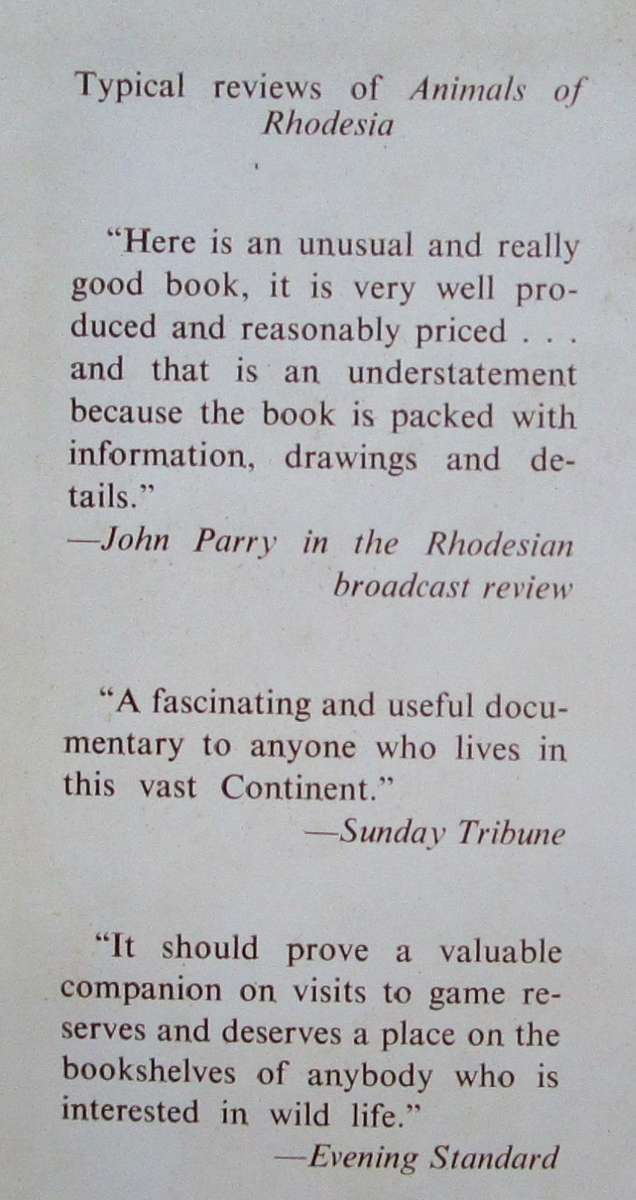 Typical reviews of Animals of
Rhodesia
“Here is an unusual and really
good book, it is very well pro-
duced and reasonably priced . . .
and that is an understatement
because the book is packed with
information, drawings and de-
tails.”
—John Parry in the Rhodesian
broadcast review
“A fascinating and useful docu-
mentary to anyone who lives in
this vast Continent.”
—Sunday Tribune
“It should prove a valuable
companion on visits to game re-
serves and deserves a place on the
bookshelves of anybody who is
interested in wild life.”
—Evening Standard